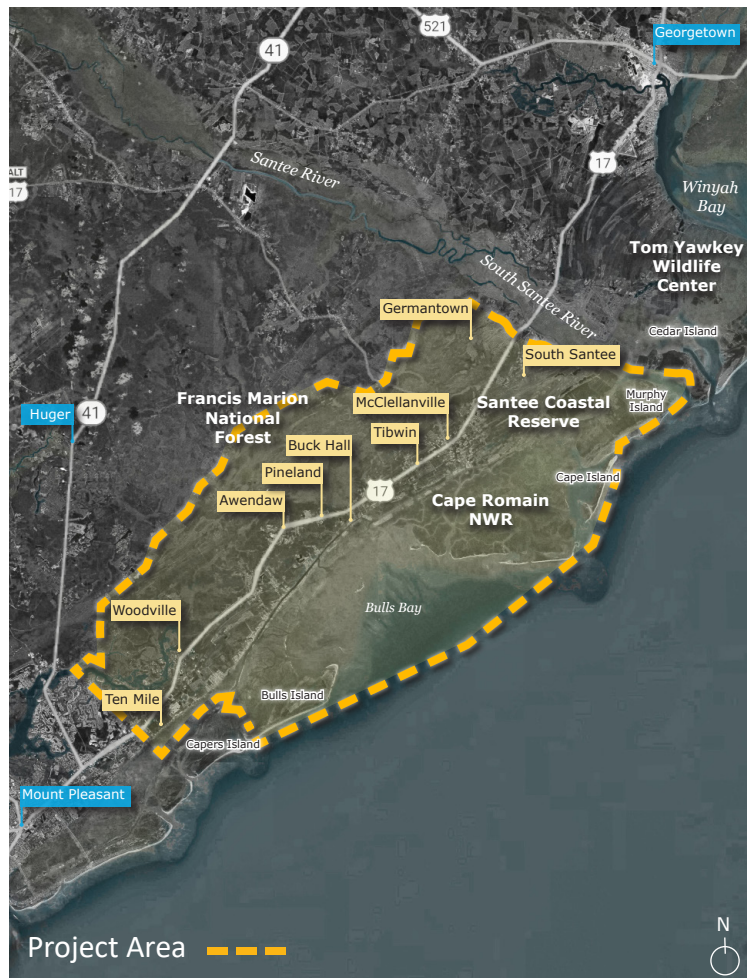 521
Georgetown
41
17
ALT
17
Santee River
Winyah
Bay
Tom Yawkey
Wildlife
Center
South Santee River
Germantown
Cedar Island
South Santee
Francis Marion
National
Forest
McClellanville
Santee Coastal
Reserve
Murphy
Island
Huger
41
Tibwin
Buck Hall
Pineland
Cape Island
17
Awendaw
Cape Romain
NWR
Woodville
Bulls Bay
Ten Mile
Bulls Island
Capers Island
Mount Pleasant
Project Area
N